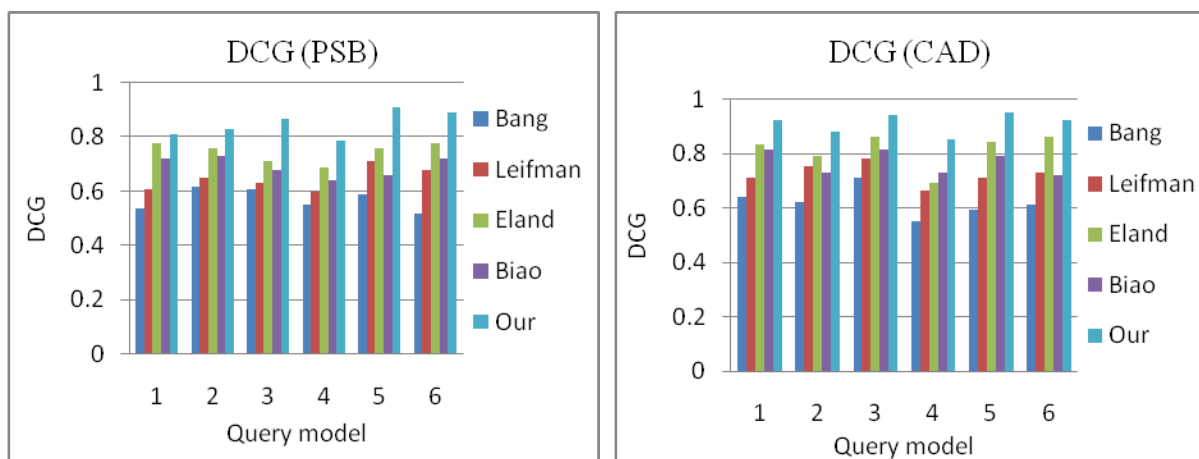 DCG (PSB)
1
0.8
0.6
0.4
0.2
0
DCG
1 2 3 4 5 6
Query model
Bang
Leifman
Eland
Biao
Our
DCG (CAD)
1
0.8
0.6
0.4
0.2
0
DCG
1 2 3 4 5 6
Query model
Bang
Leifman
Eland
Biao
Our